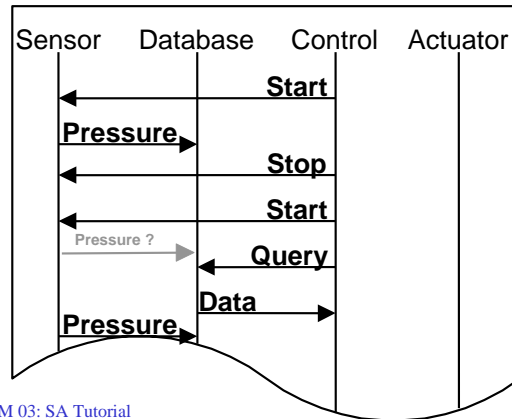 Sensor Database Control Actuator
Start
Pressure
Stop
Start
Pressure ?
Query
Data
Pressure
M 03: SA Tutorial